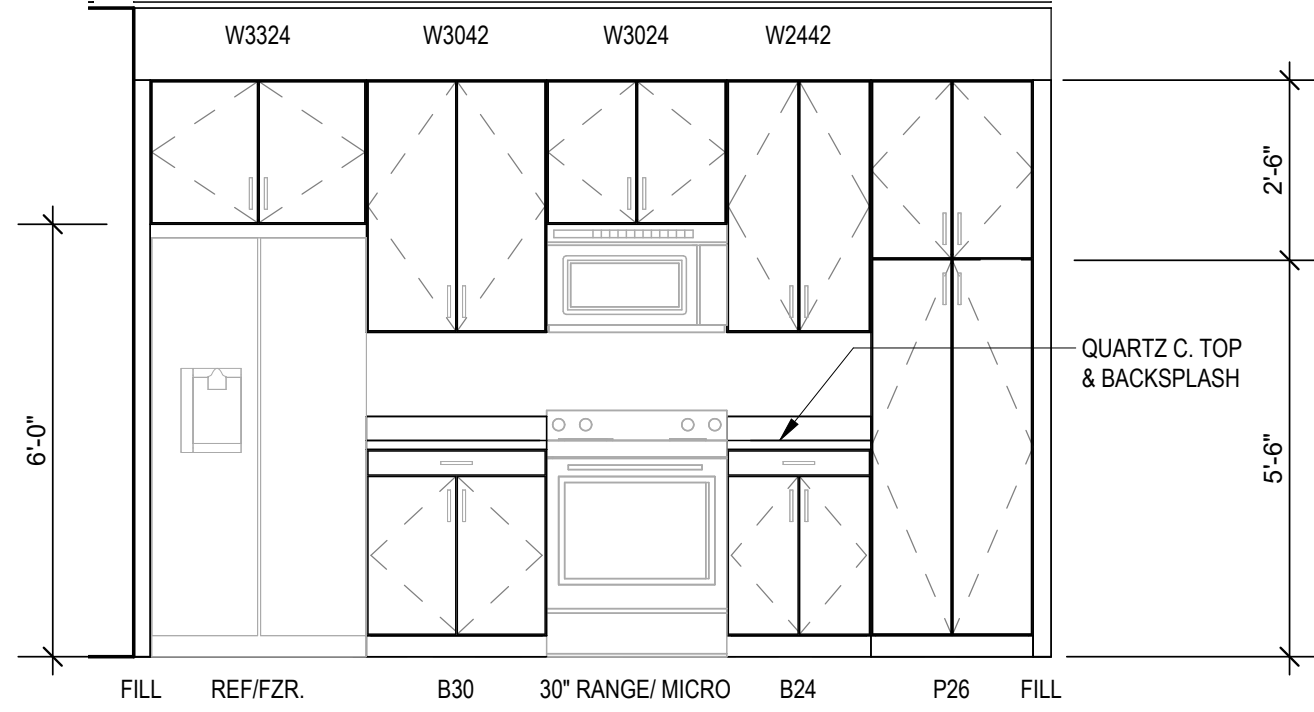 W3324 W3042 W3024 W2442
2'-6"
QUARTZ C. TOP
& BACKSPLASH
6'-0"
5'-6"
FILL REF/FZR. B30 30" RANGE/ MICRO B24 P26 FILL